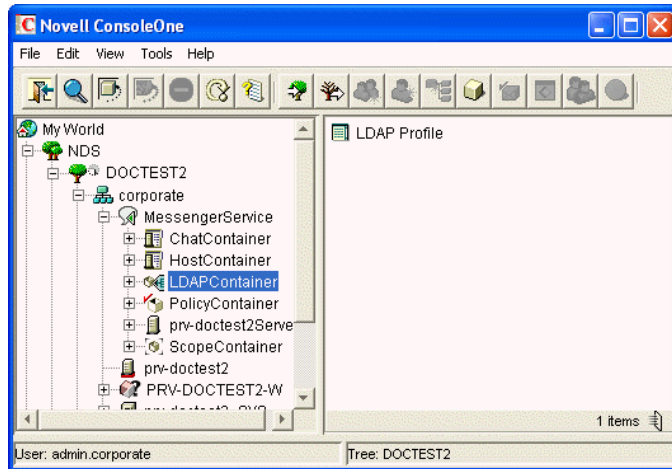 Novell ConsoleOne
File Edit View Tools Help
My World
NDS
DOCTEST2
corporate
MessengerService
ChatContainer
HostContainer
LDAPContainer
PolicyContainer
prv-doctest2Serve
ScopeContainer
prv-doctest2
PRV-DOCTEST2-W
LDAP Profile
1 items
User: admin.corporate
Tree: DOCTEST2